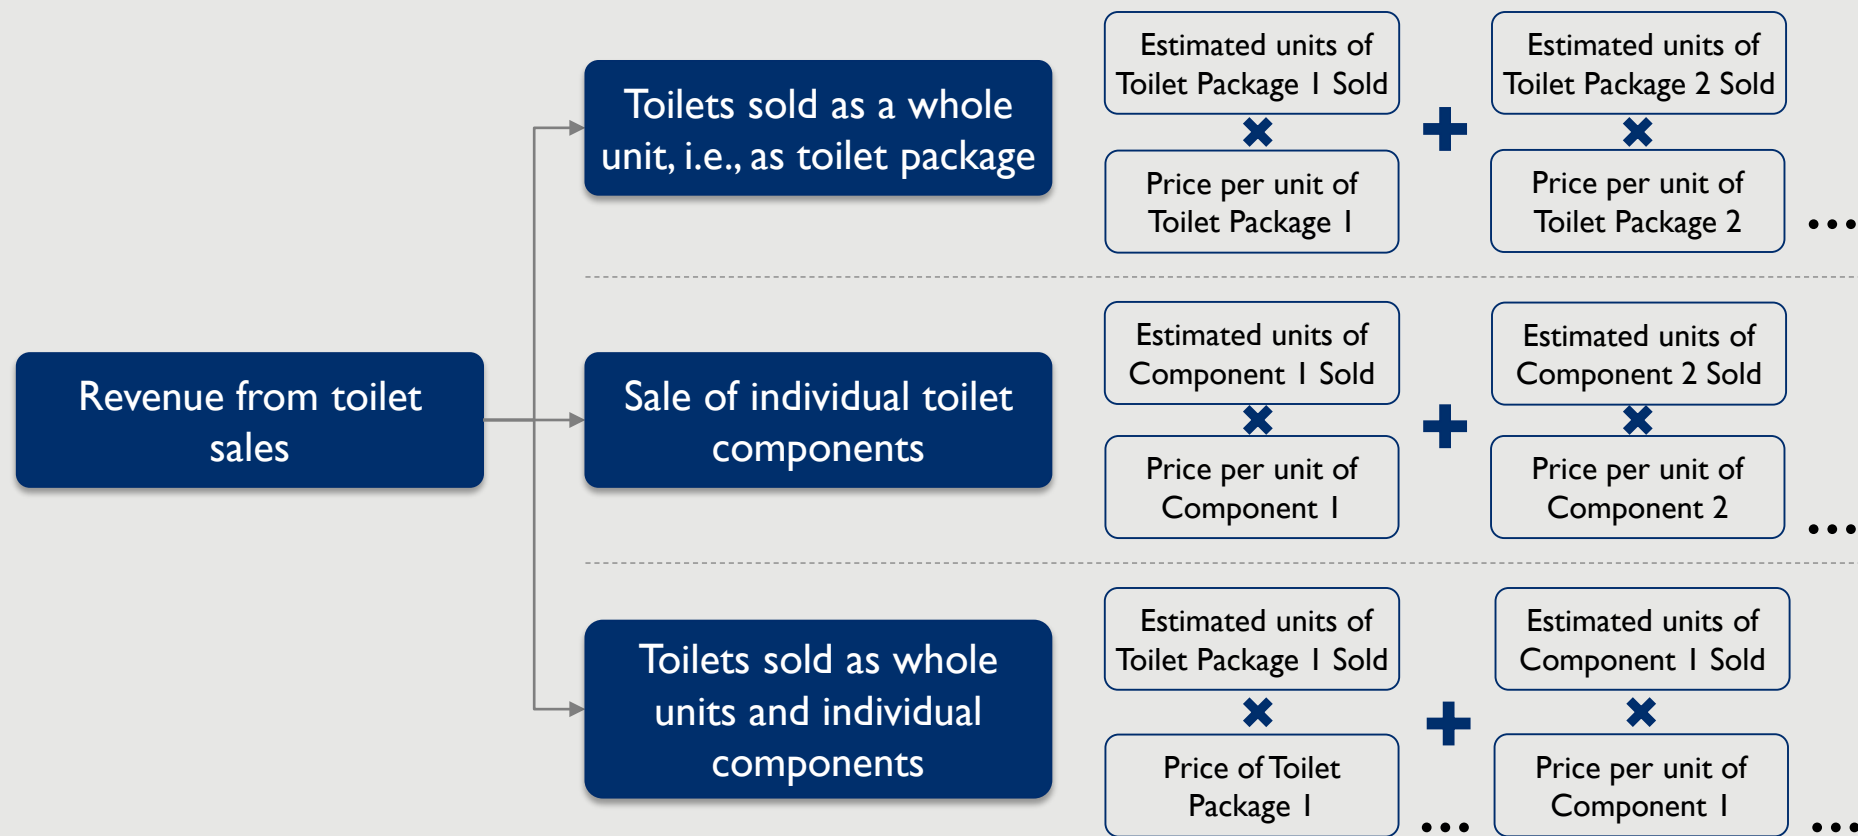 Revenue from toilet
sales
Toilets sold as a whole
unit, i.e., as toilet package
Estimated units of
Toilet Package 1 Sold
Price per unit of
Toilet Package 1
Estimated units of
Toilet Package 2 Sold
Price per unit of
Toilet Package 2
...
Sale of individual toilet
components
Estimated units of
Component 1 Sold
Price per unit of
Component 1
Estimated units of
Component 2 Sold
Price per unit of
Component 2
...
Toilets sold as whole
units and individual
components
Estimated units of
Toilet Package 1 Sold
Price of Toilet
Package 1
...
Estimated units of
Component 1 Sold
Price per unit of
Component 1
...